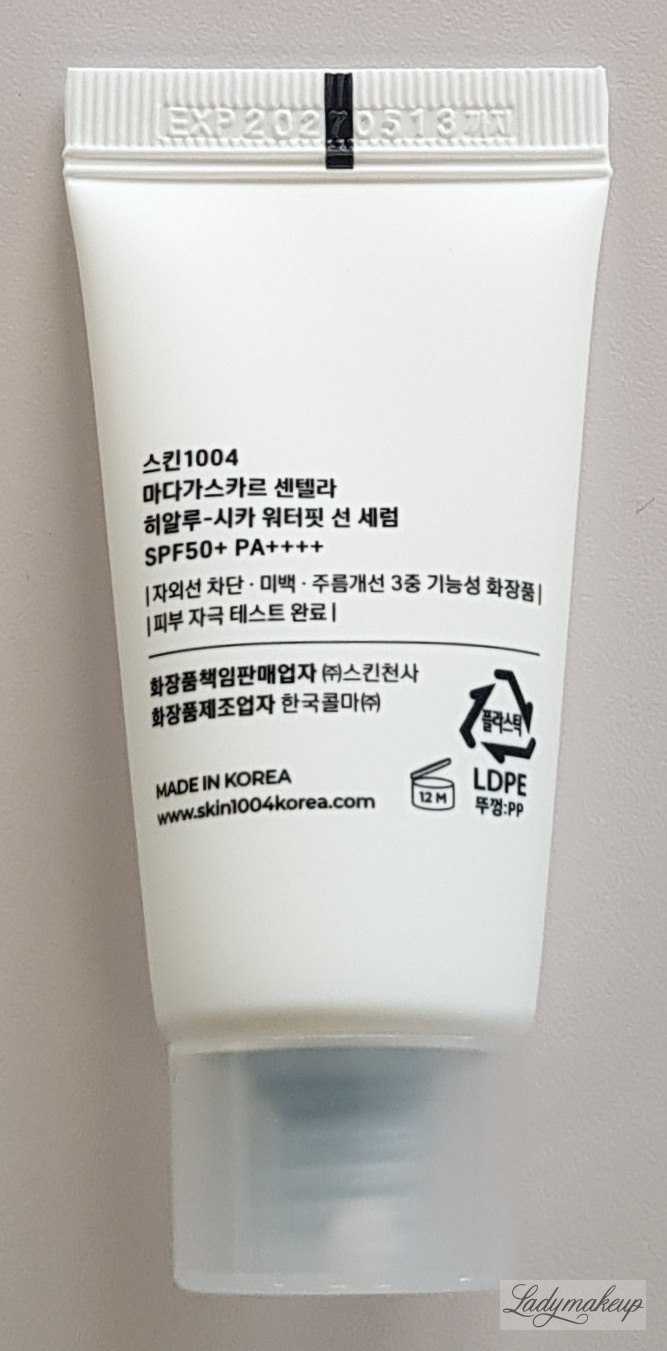 EXP20270513까지
스킨1004
마다가스카르 센텔라
히알루-시카 워터핏 선 세럼
SPF50+ PA++++
|자외선 차단 · 미백 · 주름개선 3중 기능성 화장품|
|피부 자극 테스트 완료|
화장품책임판매업자 ㈜스킨천사
화장품제조업자 한국콜마㈜
플라스틱
MADE IN KOREA
www.skin1004korea.com
12 M
LDPE
뚜껑:PP
Ladymakeup